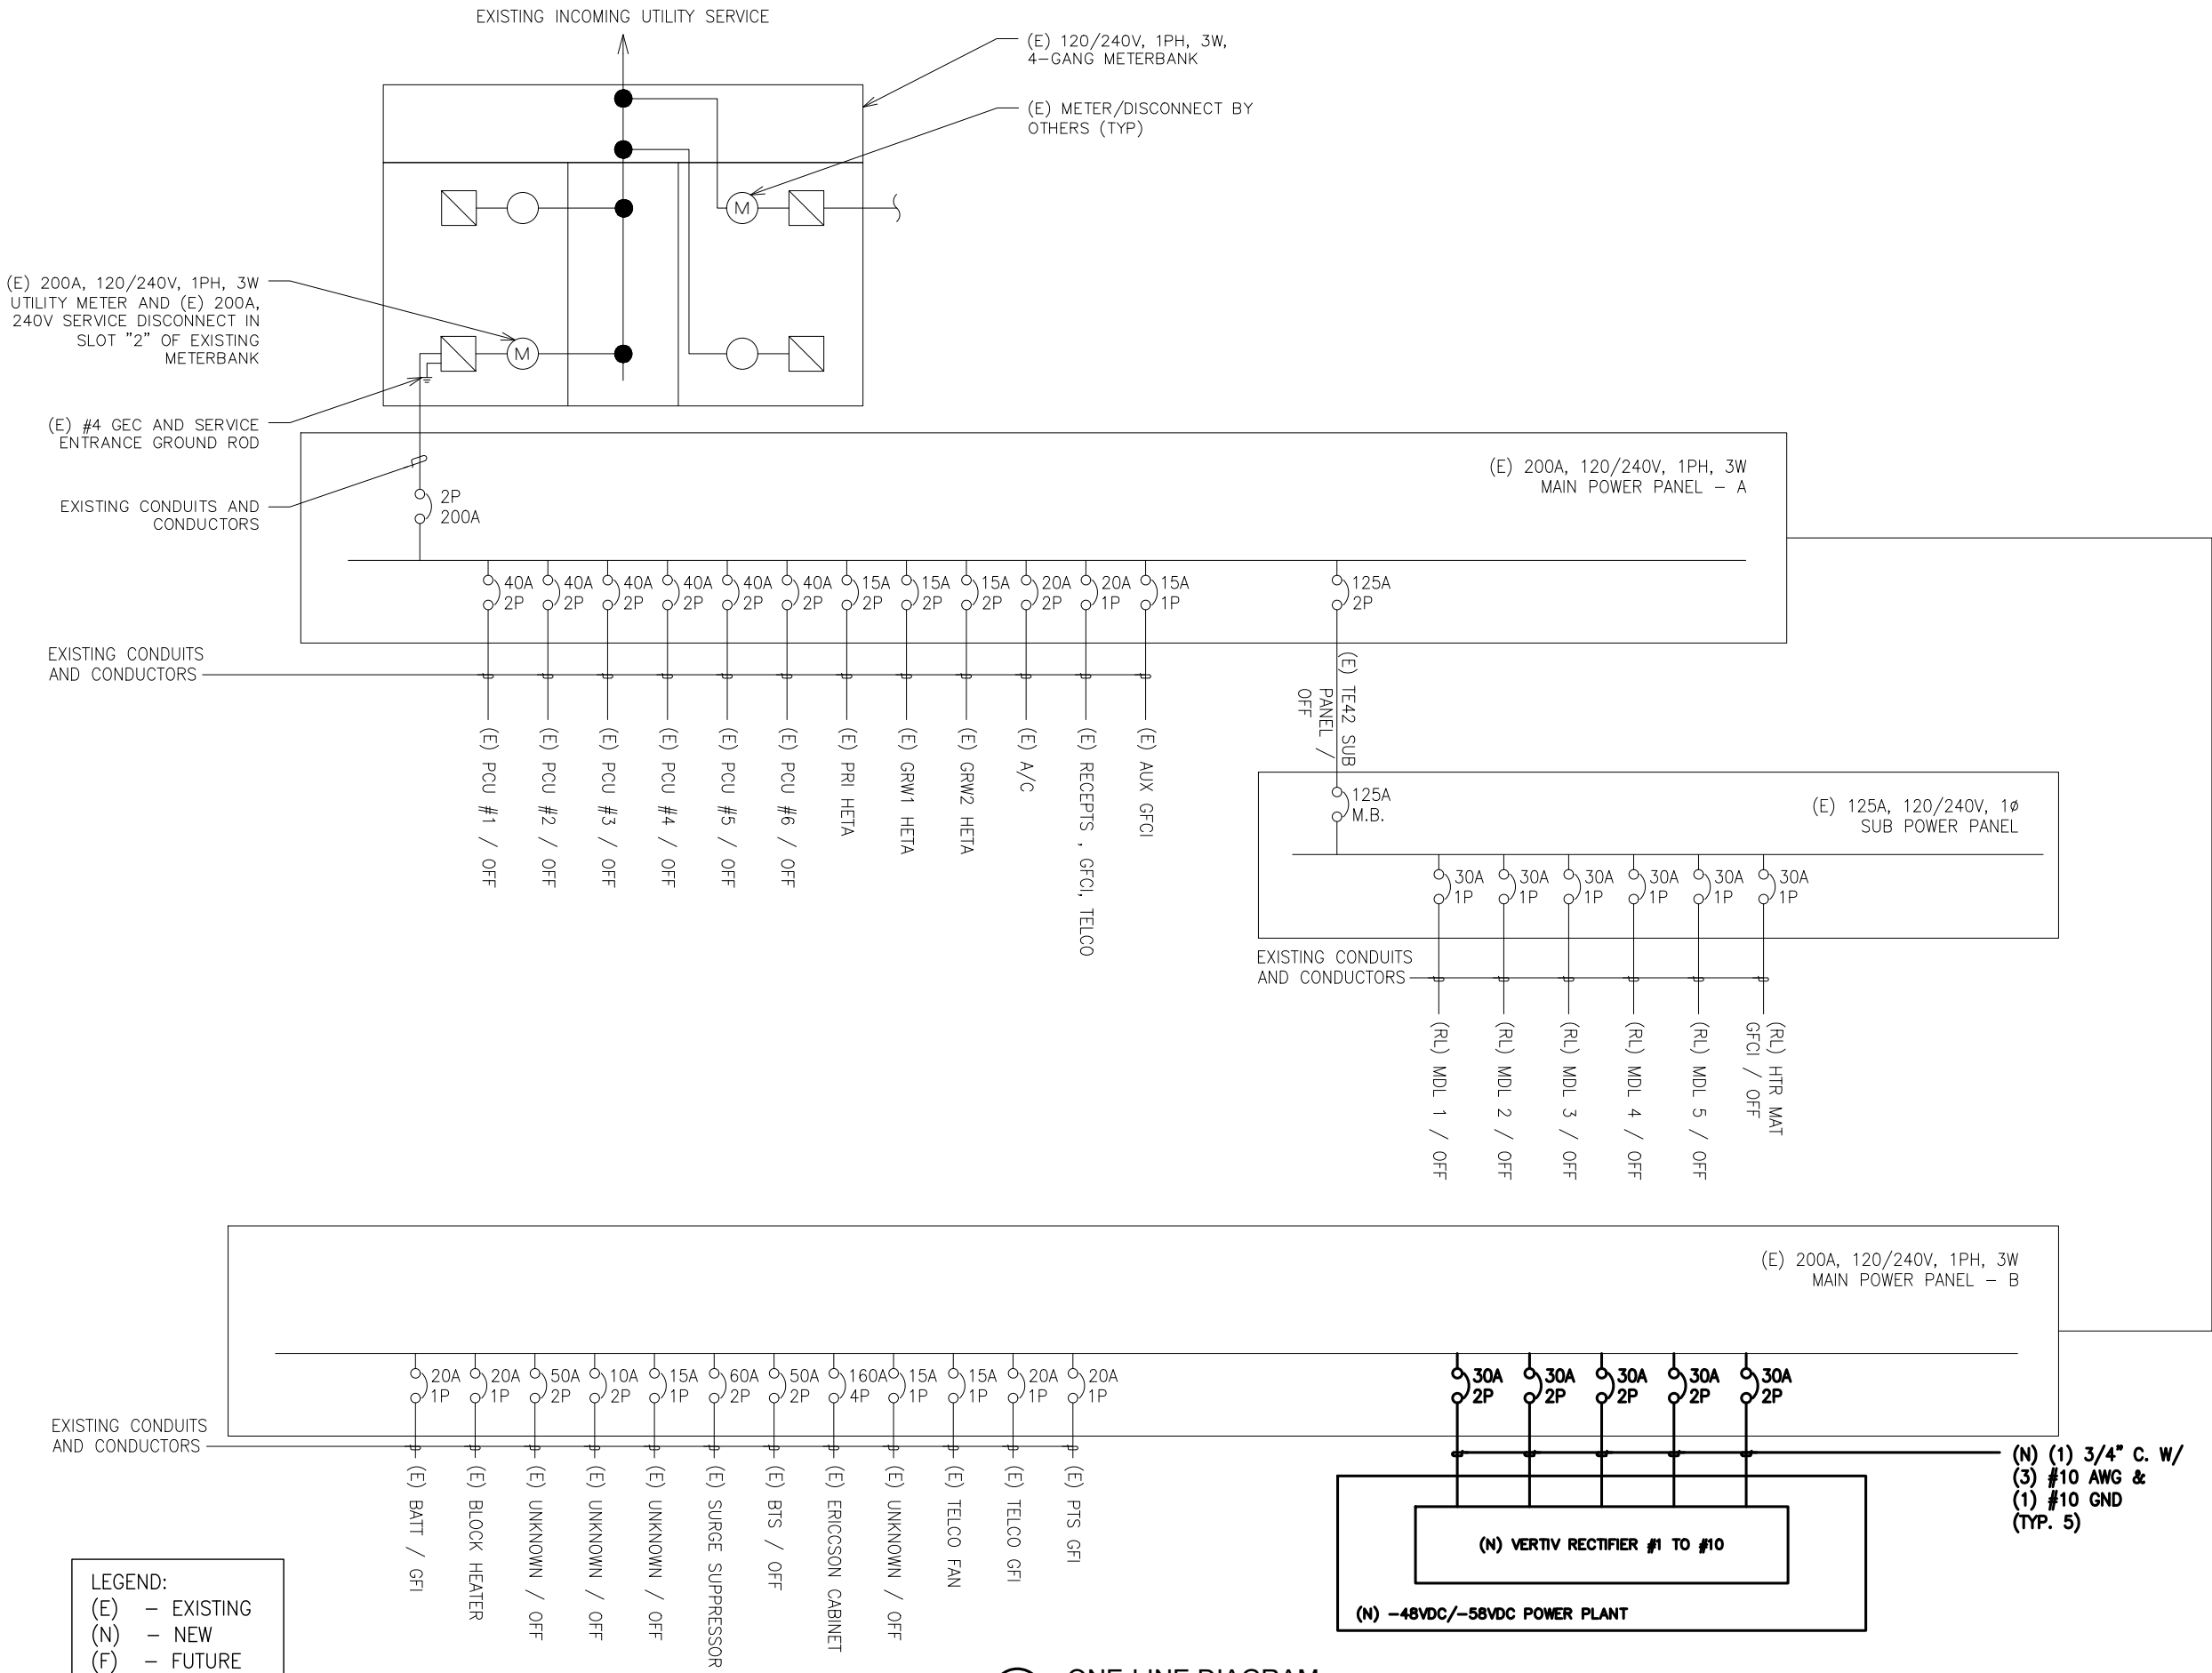 EXISTING INCOMING UTILITY SERVICE
(E) 120/240V, 1PH, 3W,
4-GANG METERBANK
(E) METER/DISCONNECT BY
OTHERS (TYP)
M
(E) 200A, 120/240V, 1PH, 3W
UTILITY METER AND (E) 200A,
240V SERVICE DISCONNECT IN
SLOT "2" OF EXISTING
METERBANK
M
(E) #4 GEC AND SERVICE
ENTRANCE GROUND ROD
EXISTING CONDUITS AND
CONDUCTORS
2P
200A
(E) 200A, 120/240V, 1PH, 3W
MAIN POWER PANEL - A
40A
2P
40A
2P
40A
2P
40A
2P
40A
2P
40A
2P
15A
2P
15A
2P
15A
2P
20A
2P
20A
1P
15A
1P
125A
2P
EXISTING CONDUITS
AND CONDUCTORS
(E) PCU #1 / OFF
(E) PCU #2 / OFF
(E) PCU #3 / OFF
(E) PCU #4 / OFF
(E) PCU #5 / OFF
(E) PCU #6 / OFF
(E) PRI HETA
(E) GRW1 HETA
(E) GRW2 HETA
(E) A/C
(E) RECEPTS , GFCI, TELCO
(E) AUX GFCI
(E) TE42 SUB
PANEL /
OFF
125A
M.B.
(E) 125A, 120/240V, 1ø
SUB POWER PANEL
30A
1P
30A
1P
30A
1P
30A
1P
30A
1P
30A
1P
EXISTING CONDUITS
AND CONDUCTORS
(RL) MDL 1 / OFF
(RL) MDL 2 / OFF
(RL) MDL 3 / OFF
(RL) MDL 4 / OFF
(RL) MDL 5 / OFF
(RL) HTR MAT
GFCI / OFF
(E) 200A, 120/240V, 1PH, 3W
MAIN POWER PANEL - B
20A
1P
20A
1P
50A
2P
10A
2P
15A
1P
60A
2P
50A
2P
160A
4P
15A
1P
15A
1P
20A
1P
20A
1P
30A
2P
30A
2P
30A
2P
30A
2P
30A
2P
EXISTING CONDUITS
AND CONDUCTORS
(E) BATT / GFI
(E) BLOCK HEATER
(E) UNKNOWN / OFF
(E) UNKNOWN / OFF
(E) UNKNOWN / OFF
(E) SURGE SUPPRESSOR
(E) BTS / OFF
(E) ERICCSON CABINET
(E) UNKNOWN / OFF
(E) TELCO FAN
(E) TELCO GFI
(E) PTS GFI
(N) (1) 3/4" C. W/
(3) #10 AWG &
(1) #10 GND
(TYP. 5)
(N) VERTIV RECTIFIER #1 TO #10
(N) -48VDC/-58VDC POWER PLANT
LEGEND:
(E) - EXISTING
(N) - NEW
(F) - FUTURE
ONE-LINE DIAGRAM